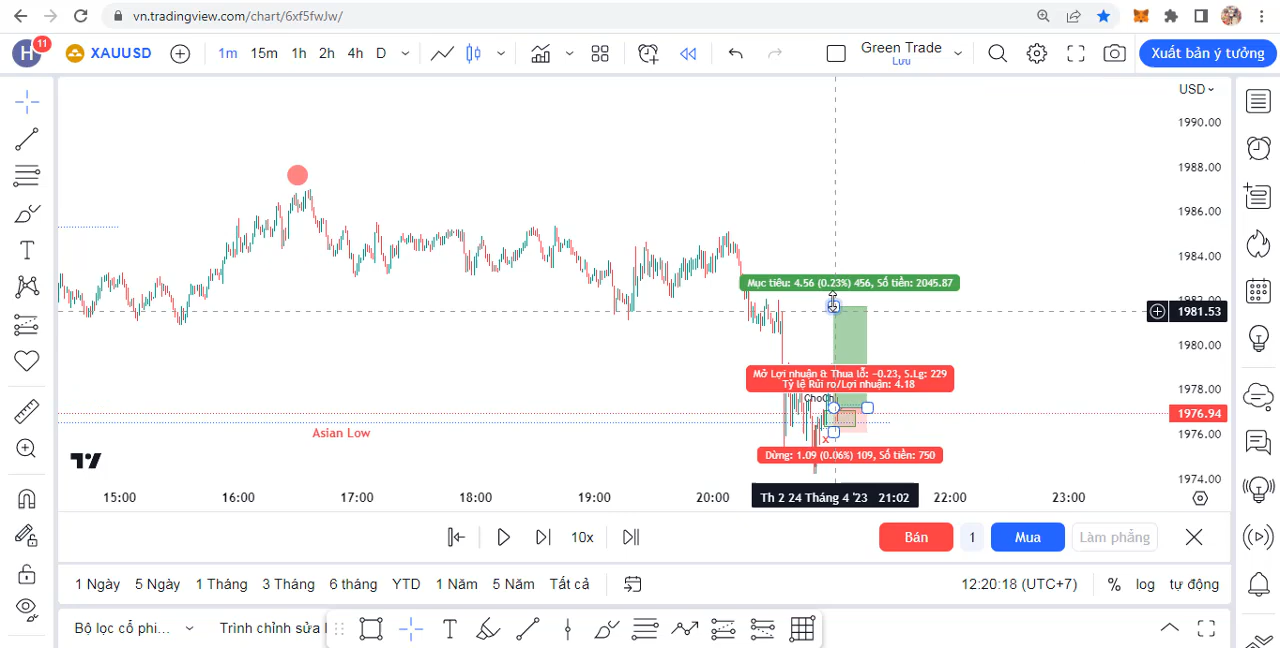 vn.tradingview.com/chart/6xf5fwJw/
H
11
XAUUSD
1m 15m 1h 2h 4h D
Green Trade
Lưu
Xuất bản ý tưởng
USD
1990.00
1988.00
1986.00
1984.00
1982.00
1981.53
1980.00
1978.00
1976.94
1976.00
1974.00
Mục tiêu: 4.56 (0.23%) 456, Số tiền: 2045.87
Mở Lợi nhuận & Thua lỗ: −0.23, S.Lg: 229
Tỷ lệ Rủi ro/Lợi nhuận: 4.18
ChoCh
Asian Low
x
Dừng: 1.09 (0.06%) 109, Số tiền: 750
15:00 16:00 17:00 18:00 19:00 20:00 Th 2 24 Tháng 4 '23 21:02 22:00 23:00
10x
Bán 1 Mua Làm phẳng
1 Ngày 5 Ngày 1 Tháng 3 Tháng 6 tháng YTD 1 Năm 5 Năm Tất cả
12:20:18 (UTC+7) % log tự động
Bộ lọc cổ phi... Trình chỉnh sửa